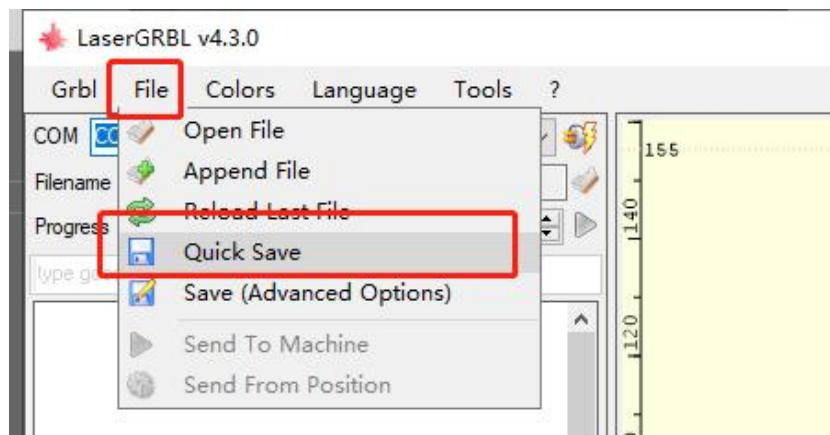 LaserGRBL v4.3.0
Grbl File Colors Language Tools ?
COM
Open File
155
Filename
Append File
Reload Last File
140
Progress
Quick Save
Save (Advanced Options)
120
Send To Machine
Send From Position